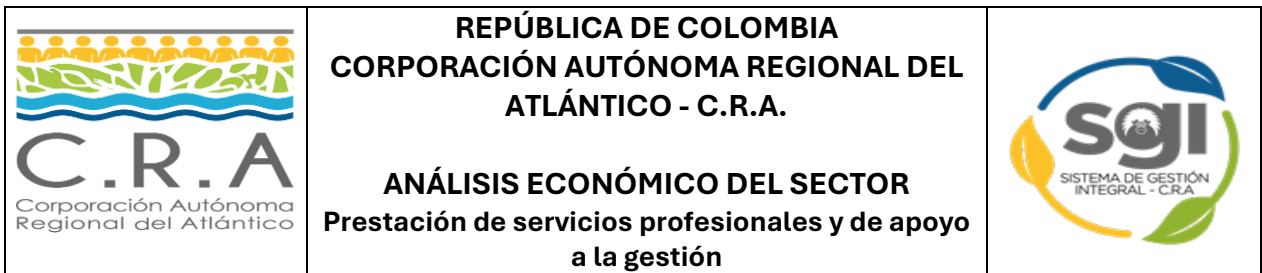 C.R.A
Corporación Autónoma
Regional del Atlántico
REPÚBLICA DE COLOMBIA
CORPORACIÓN AUTÓNOMA REGIONAL DEL
ATLÁNTICO - C.R.A.
ANÁLISIS ECONÓMICO DEL SECTOR
Prestación de servicios profesionales y de apoyo
a la gestión
sgi
SISTEMA DE GESTIÓN
INTEGRAL - C.R.A